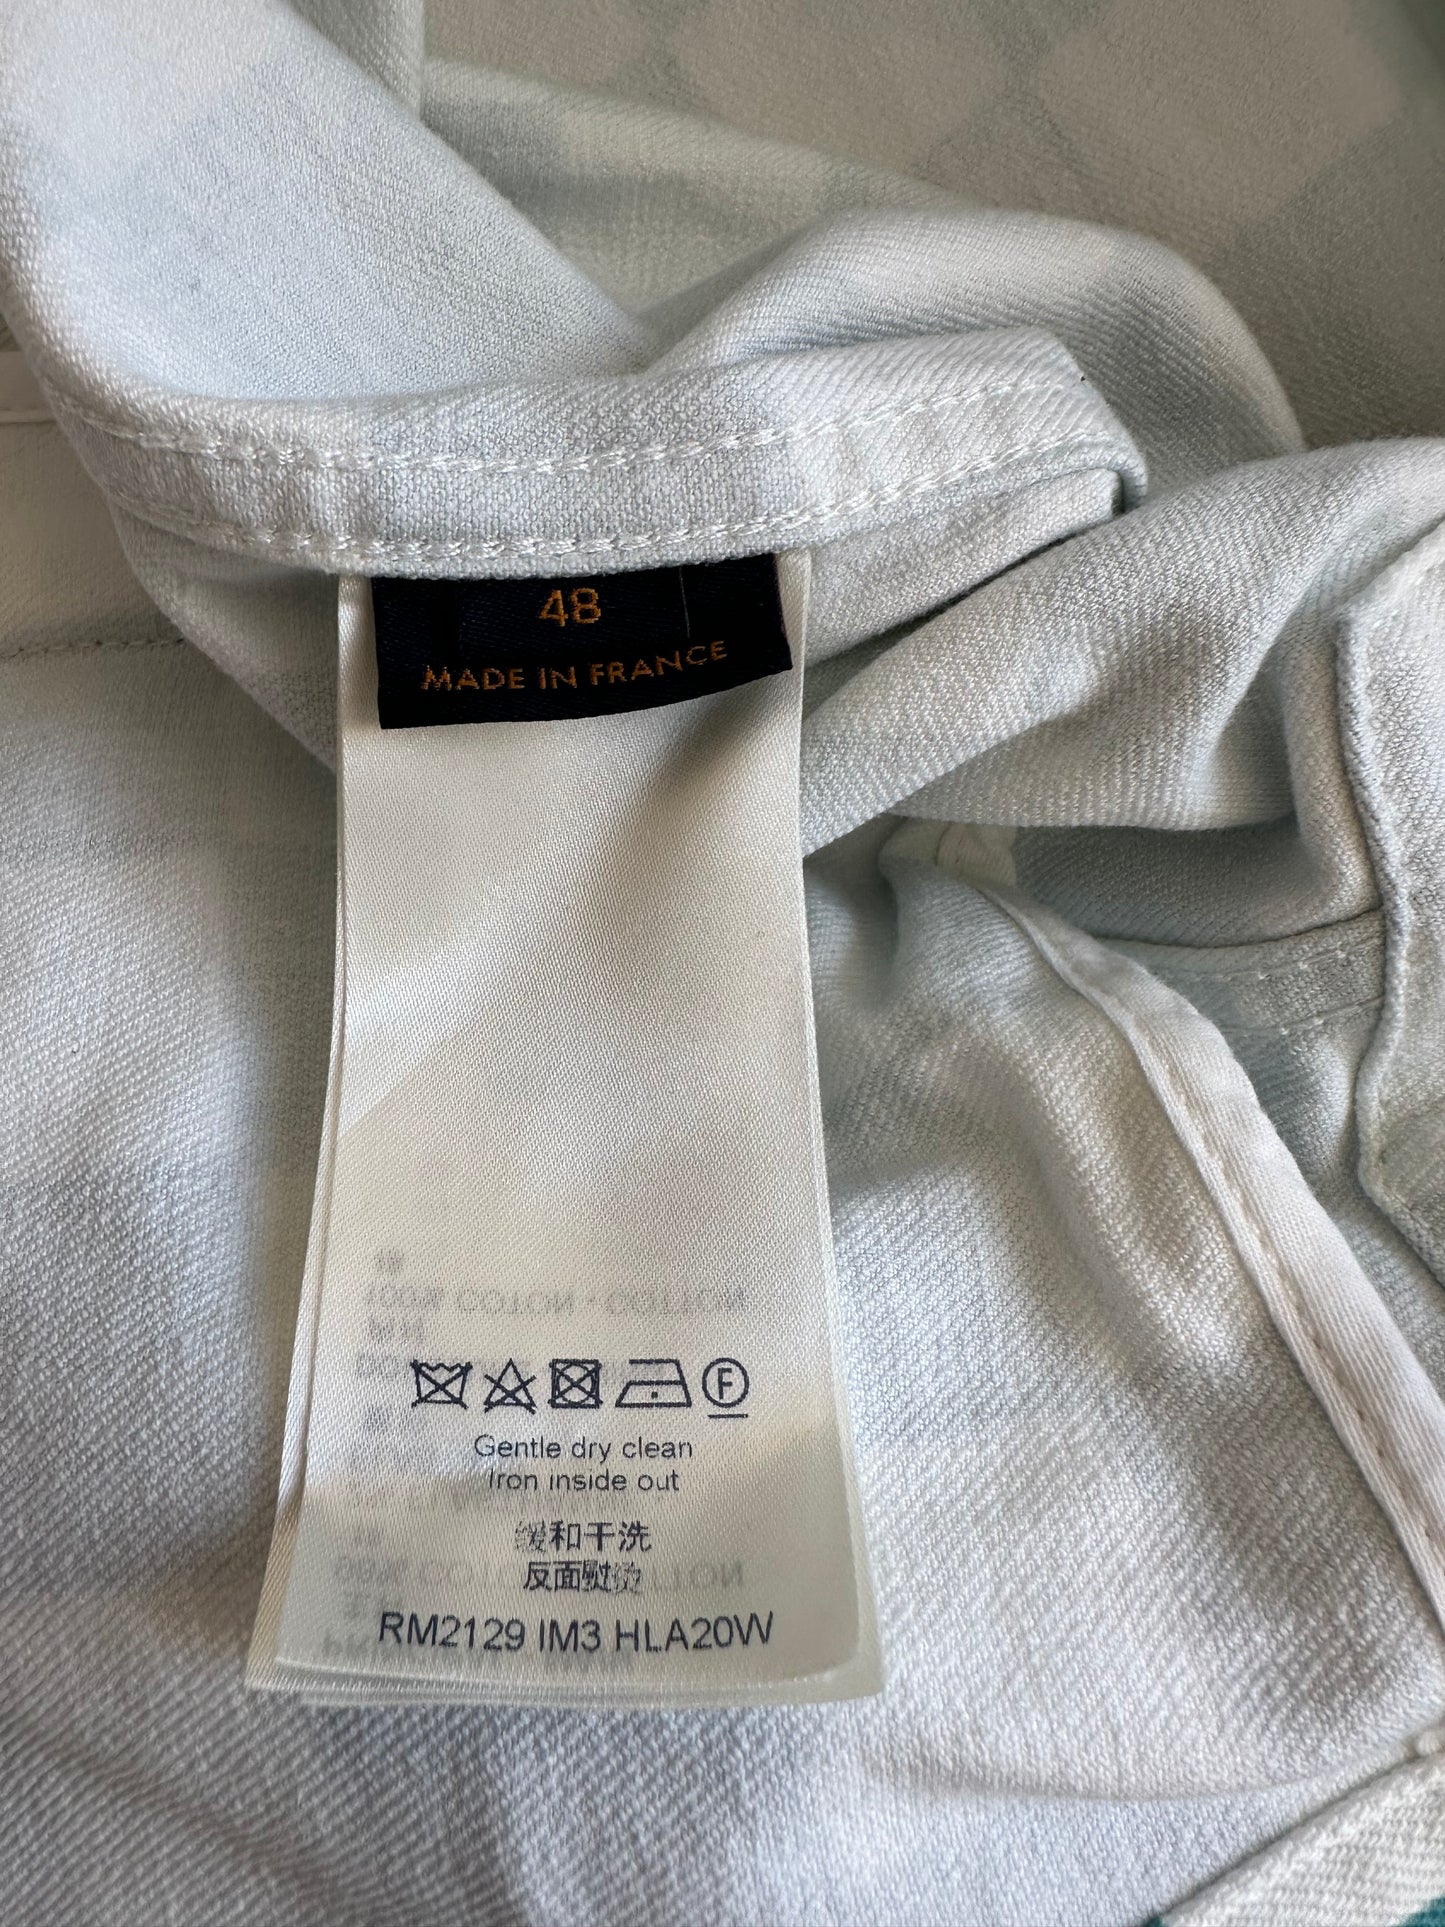 48
MADE IN FRANCE
F
Gentle dry clean
Iron inside out
缓和干洗
反面熨烫
RM2129 IM3 HLA20W